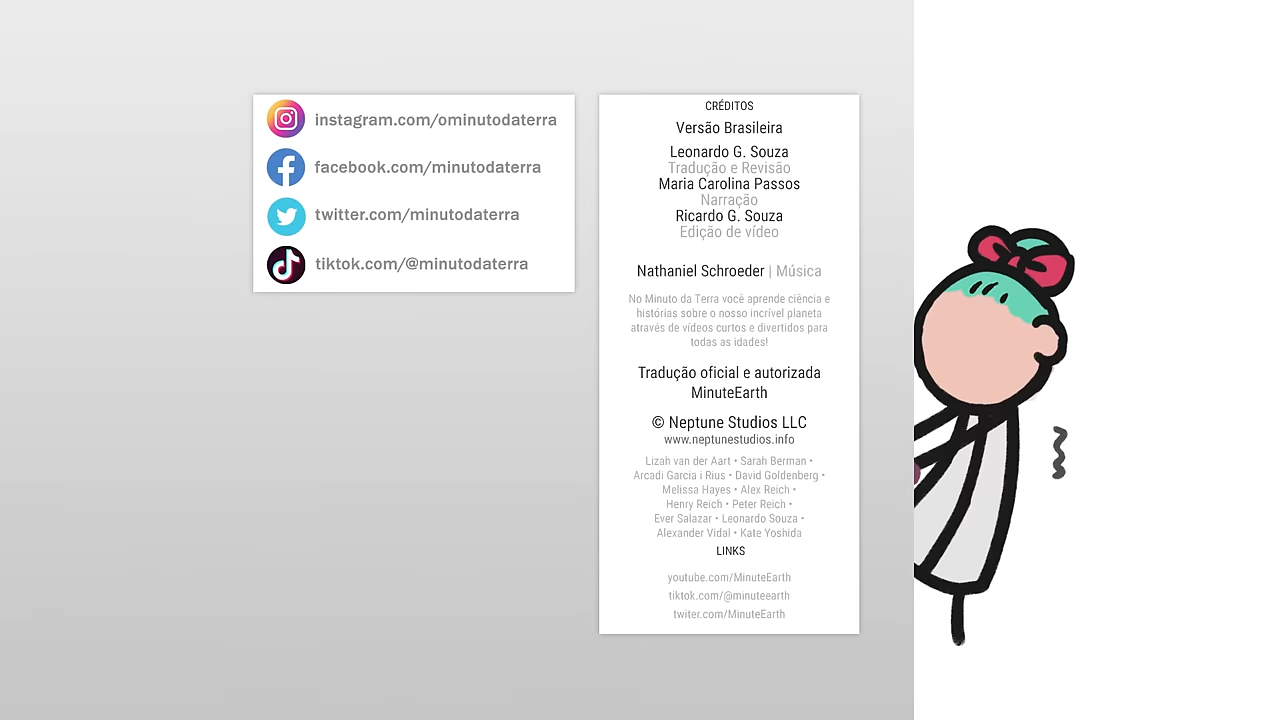 instagram.com/ominutodaterra
facebook.com/minutodaterra
twitter.com/minutodaterra
tiktok.com/@minutodaterra
CRÉDITOS
Versão Brasileira
Leonardo G. Souza
Tradução e Revisão
Maria Carolina Passos
Narração
Ricardo G. Souza
Edição de vídeo
Nathaniel Schroeder | Música
No Minuto da Terra você aprende ciência e
histórias sobre o nosso incrível planeta
através de vídeos curtos e divertidos para
todas as idades!
Tradução oficial e autorizada
MinuteEarth
© Neptune Studios LLC
www.neptunestudios.info
Lizah van der Aart • Sarah Berman •
Arcadi Garcia i Rius • David Goldenberg •
Melissa Hayes • Alex Reich •
Henry Reich • Peter Reich •
Ever Salazar • Leonardo Souza •
Alexander Vidal • Kate Yoshida
LINKS
youtube.com/MinuteEarth
tiktok.com/@minuteearth
twiter.com/MinuteEarth